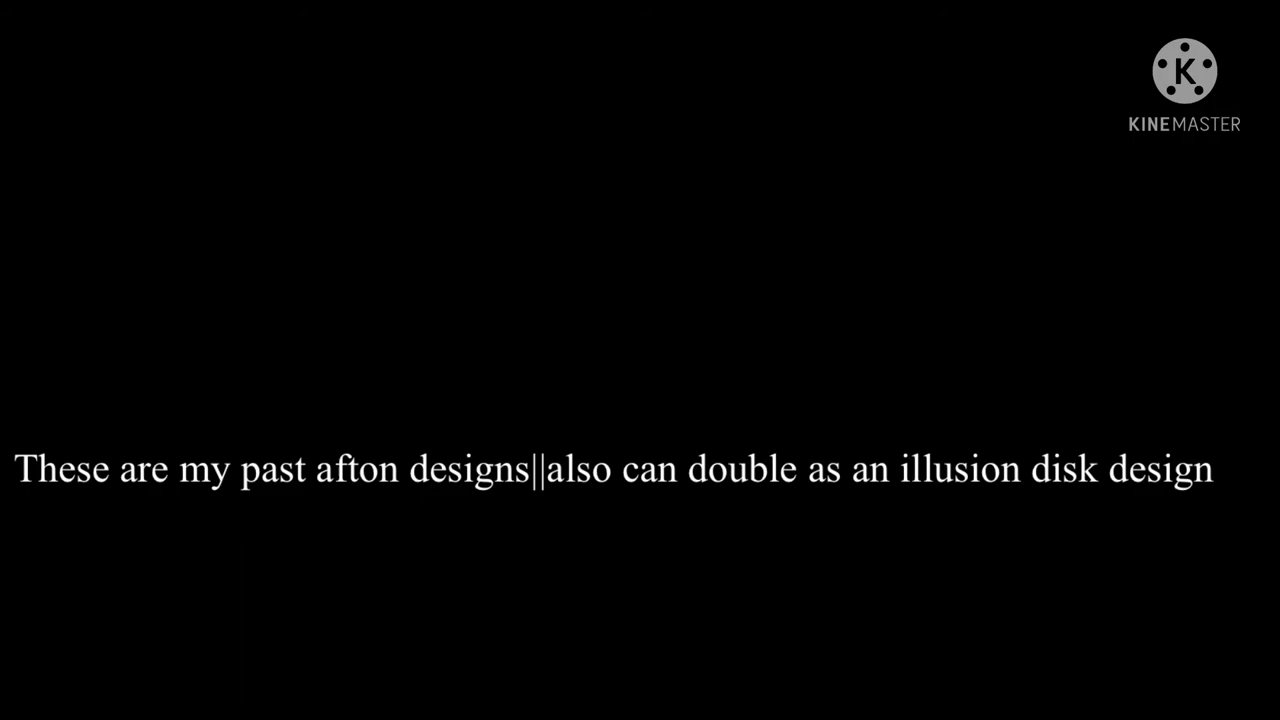 K
KINEMASTER
These are my past afton designs||also can double as an illusion disk design